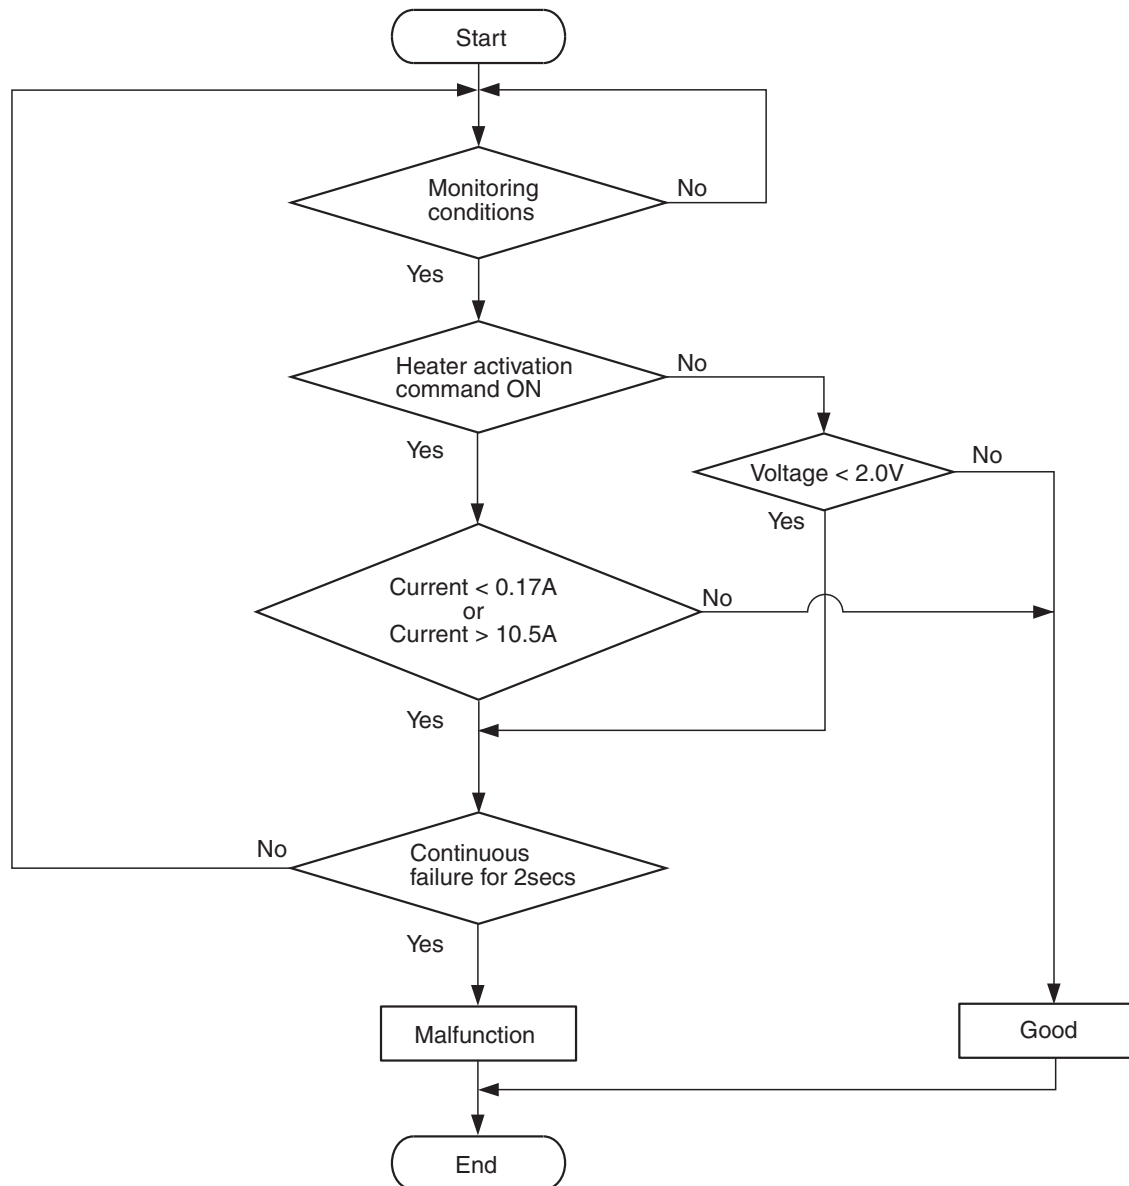 Start
Monitoring
conditions
No
Yes
Heater activation
command ON
No
Yes
Voltage < 2.0V
No
Yes
Current < 0.17A
or
Current > 10.5A
No
Yes
Continuous
failure for 2secs
No
Yes
Malfunction
Good
End